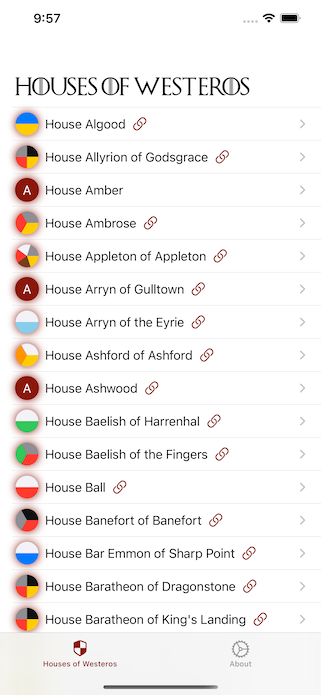 9:57
HOUSES OF WESTEROS
House Algood
House Allyrion of Godsgrace
A House Amber
House Ambrose
House Appleton of Appleton
A House Arryn of Gulltown
House Arryn of the Eyrie
House Ashford of Ashford
A House Ashwood
House Baelish of Harrenhal
House Baelish of the Fingers
House Ball
House Banefort of Banefort
House Bar Emmon of Sharp Point
House Baratheon of Dragonstone
House Baratheon of King's Landing
Houses of Westeros About